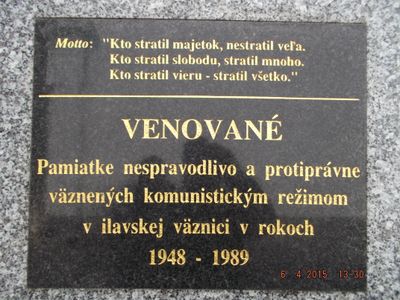 Motto: "Kto stratil majetok, nestratil veľa.
Kto stratil slobodu, stratil mnoho.
Kto stratil vieru - stratil všetko."
VENOVANÉ
Pamiatke nespravodlivo a protiprávne
väznených komunistickým režimom
v ilavskej väznici v rokoch
1948 - 1989
6 4 2015 13-30